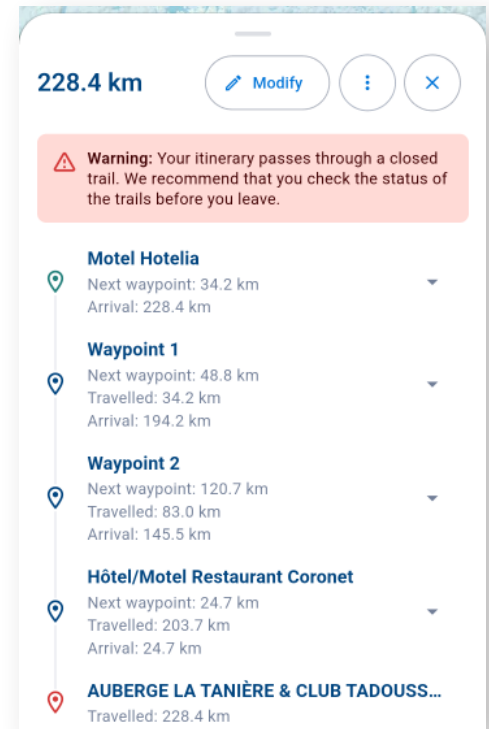 228.4 km
Modify
Warning: Your itinerary passes through a closed
trail. We recommend that you check the status of
the trails before you leave.
Motel Hotelia
Next waypoint: 34.2 km
Arrival: 228.4 km
Waypoint 1
Next waypoint: 48.8 km
Travelled: 34.2 km
Arrival: 194.2 km
Waypoint 2
Next waypoint: 120.7 km
Travelled: 83.0 km
Arrival: 145.5 km
Hôtel/Motel Restaurant Coronet
Next waypoint: 24.7 km
Travelled: 203.7 km
Arrival: 24.7 km
AUBERGE LA TANIÈRE & CLUB TADOUSS...
Travelled: 228.4 km